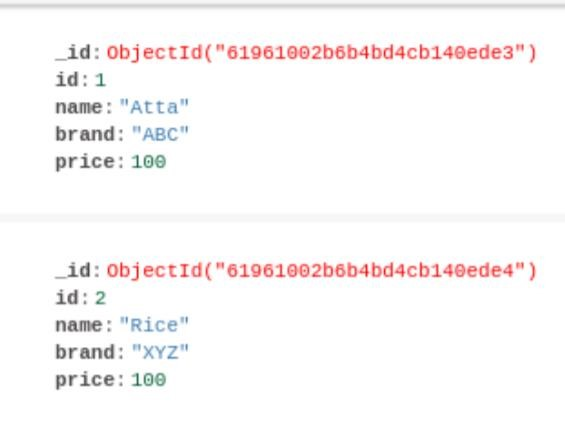 _id: ObjectId("61961002b6b4bd4cb140ede3")
id: 1
name: "Atta"
brand: "ABC"
price: 100
_id: ObjectId("61961002b6b4bd4cb140ede4")
id: 2
name: "Rice"
brand: "XYZ"
price: 100